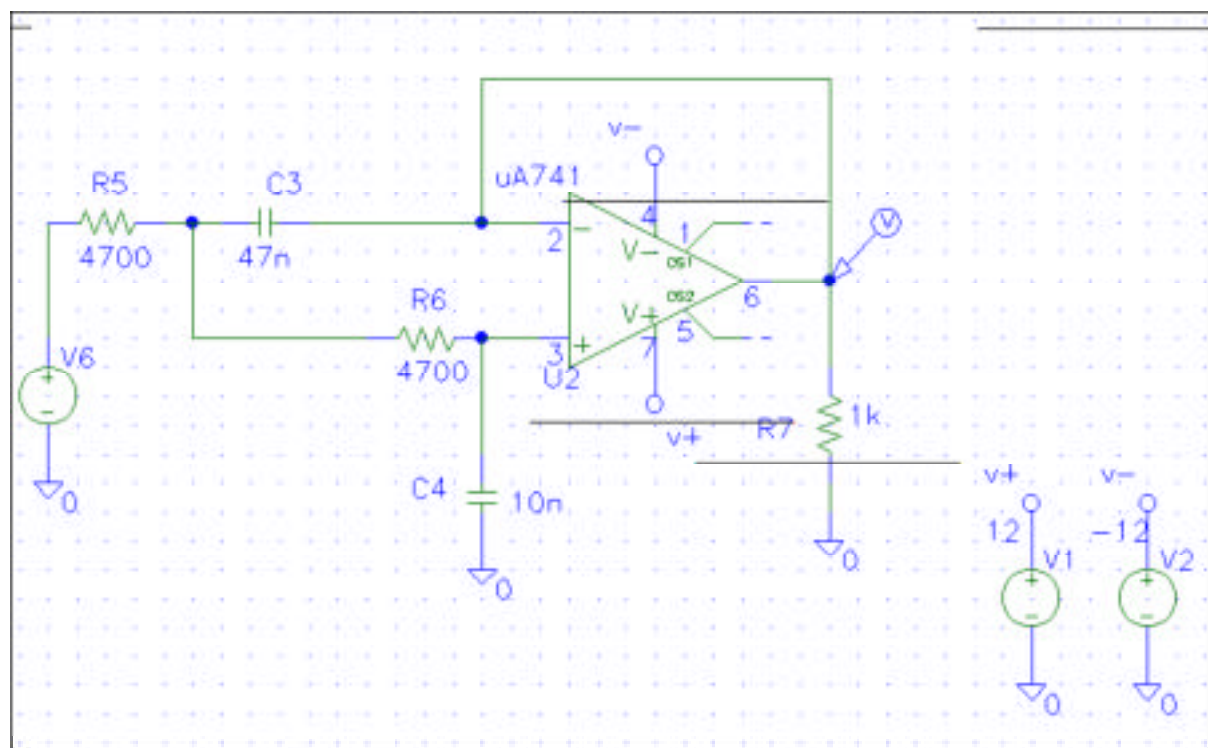 v-
uA741
R5
C3
4
1
V-
OS1
2
-
4700
47n
V
6
R6
OS2
V+
5
3
+
7
4700
U2
V6
+
-
v+
R7
1k
0
C4
10n
0
0
v+
v-
12
-12
V1
V2
+
-
+
-
0
0